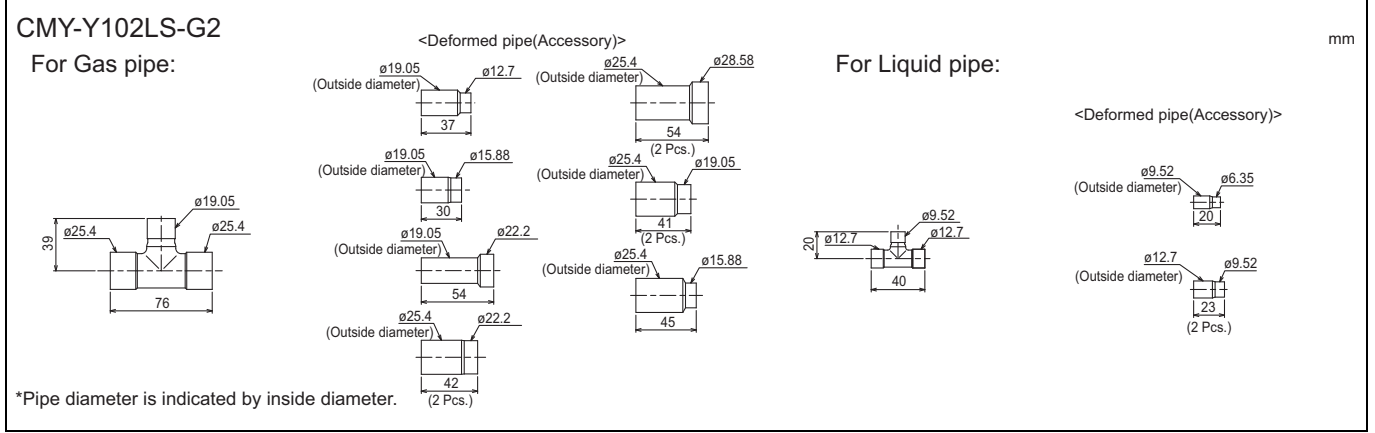 CMY-Y102LS-G2
mm
For Gas pipe:
<Deformed pipe(Accessory)>
ø19.05
(Outside diameter)
ø12.7
37
ø25.4
(Outside diameter)
ø28.58
54
(2 Pcs.)
ø19.05
(Outside diameter)
ø15.88
30
ø25.4
(Outside diameter)
ø19.05
41
(2 Pcs.)
ø19.05
ø25.4
ø25.4
39
76
ø19.05
(Outside diameter)
ø22.2
54
ø25.4
(Outside diameter)
ø15.88
45
ø25.4
(Outside diameter)
ø22.2
42
(2 Pcs.)
For Liquid pipe:
<Deformed pipe(Accessory)>
ø9.52
ø12.7
ø12.7
20
40
ø9.52
(Outside diameter)
ø6.35
20
ø12.7
(Outside diameter)
ø9.52
23
(2 Pcs.)
*Pipe diameter is indicated by inside diameter.